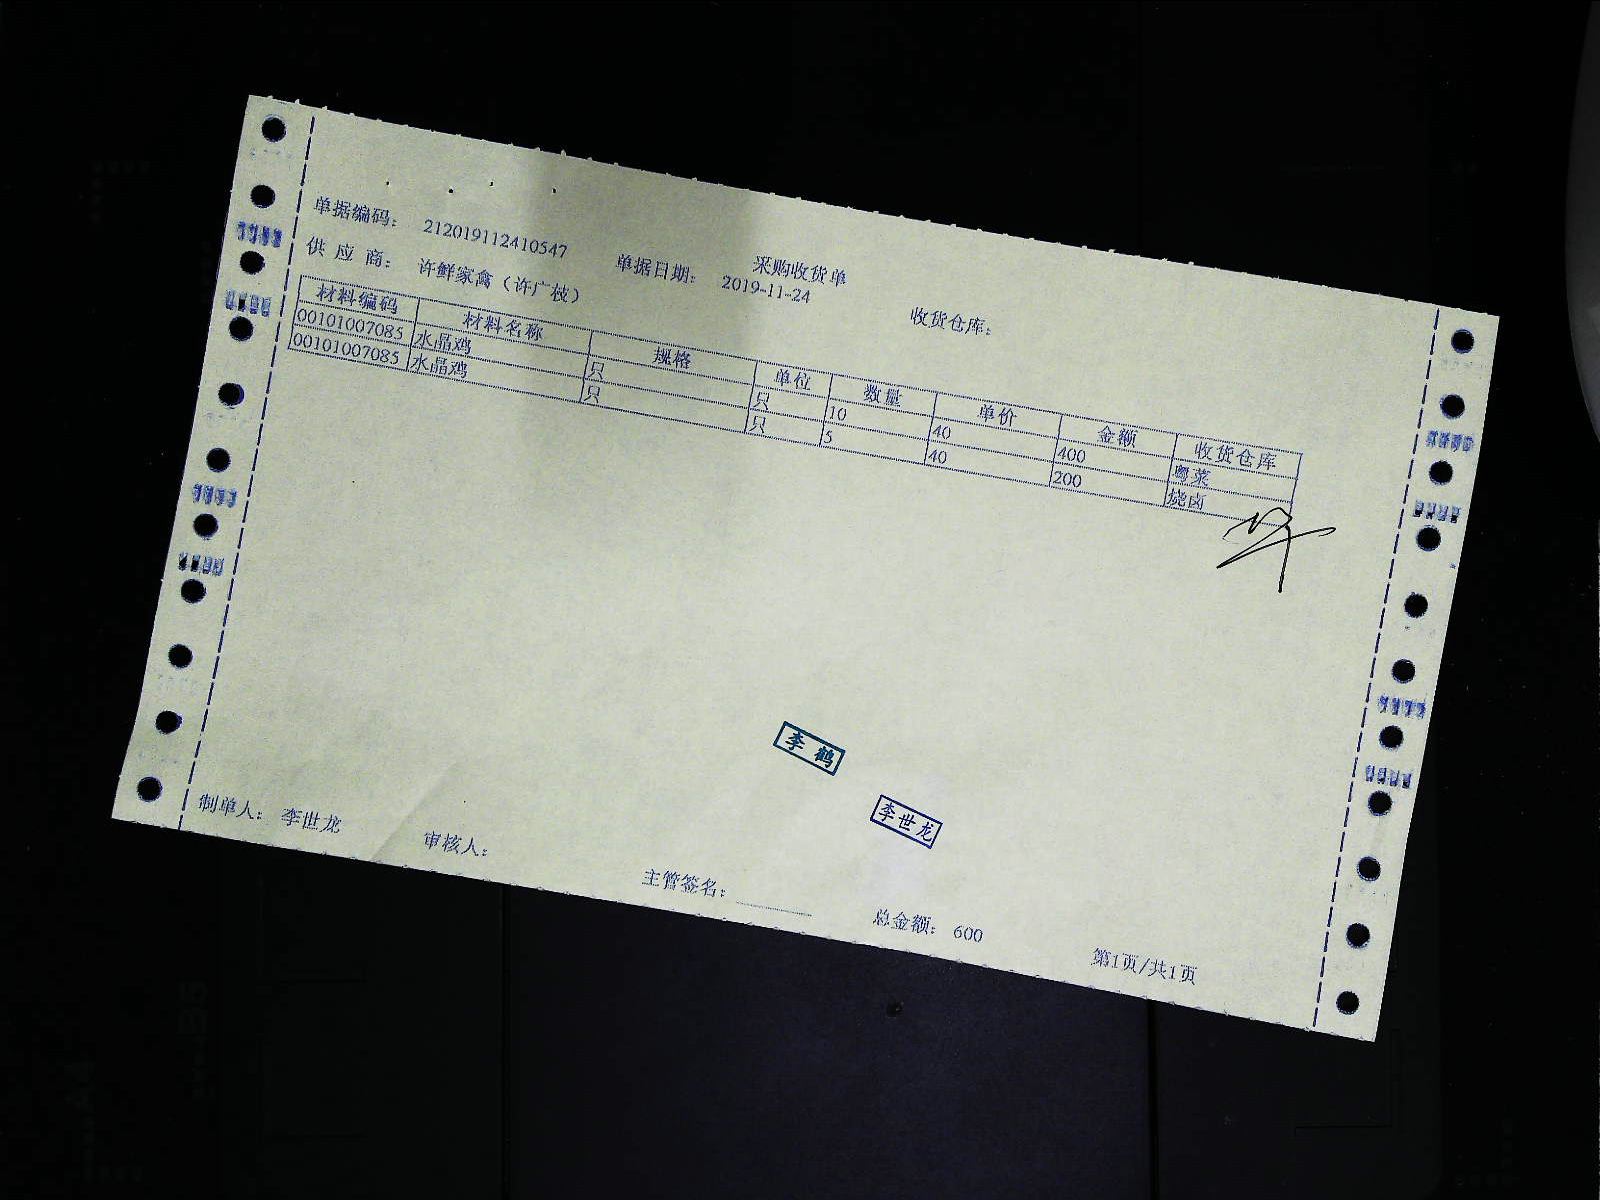 采购收货单
单据编码： 212019112410547 单据日期： 2019-11-24 收货仓库：
供 应 商： 许鲜家禽（许广枝）
材料编码 材料名称 规格 单位 数量 单价 金额 收货仓库
00101007085 水晶鸡 只 只 10 40 400 粤菜
00101007085 水晶鸡 只 只 5 40 200 烧卤
李鹤
李世龙
制单人： 李世龙 审核人： 主管签名： 总金额： 600 第1页/共1页